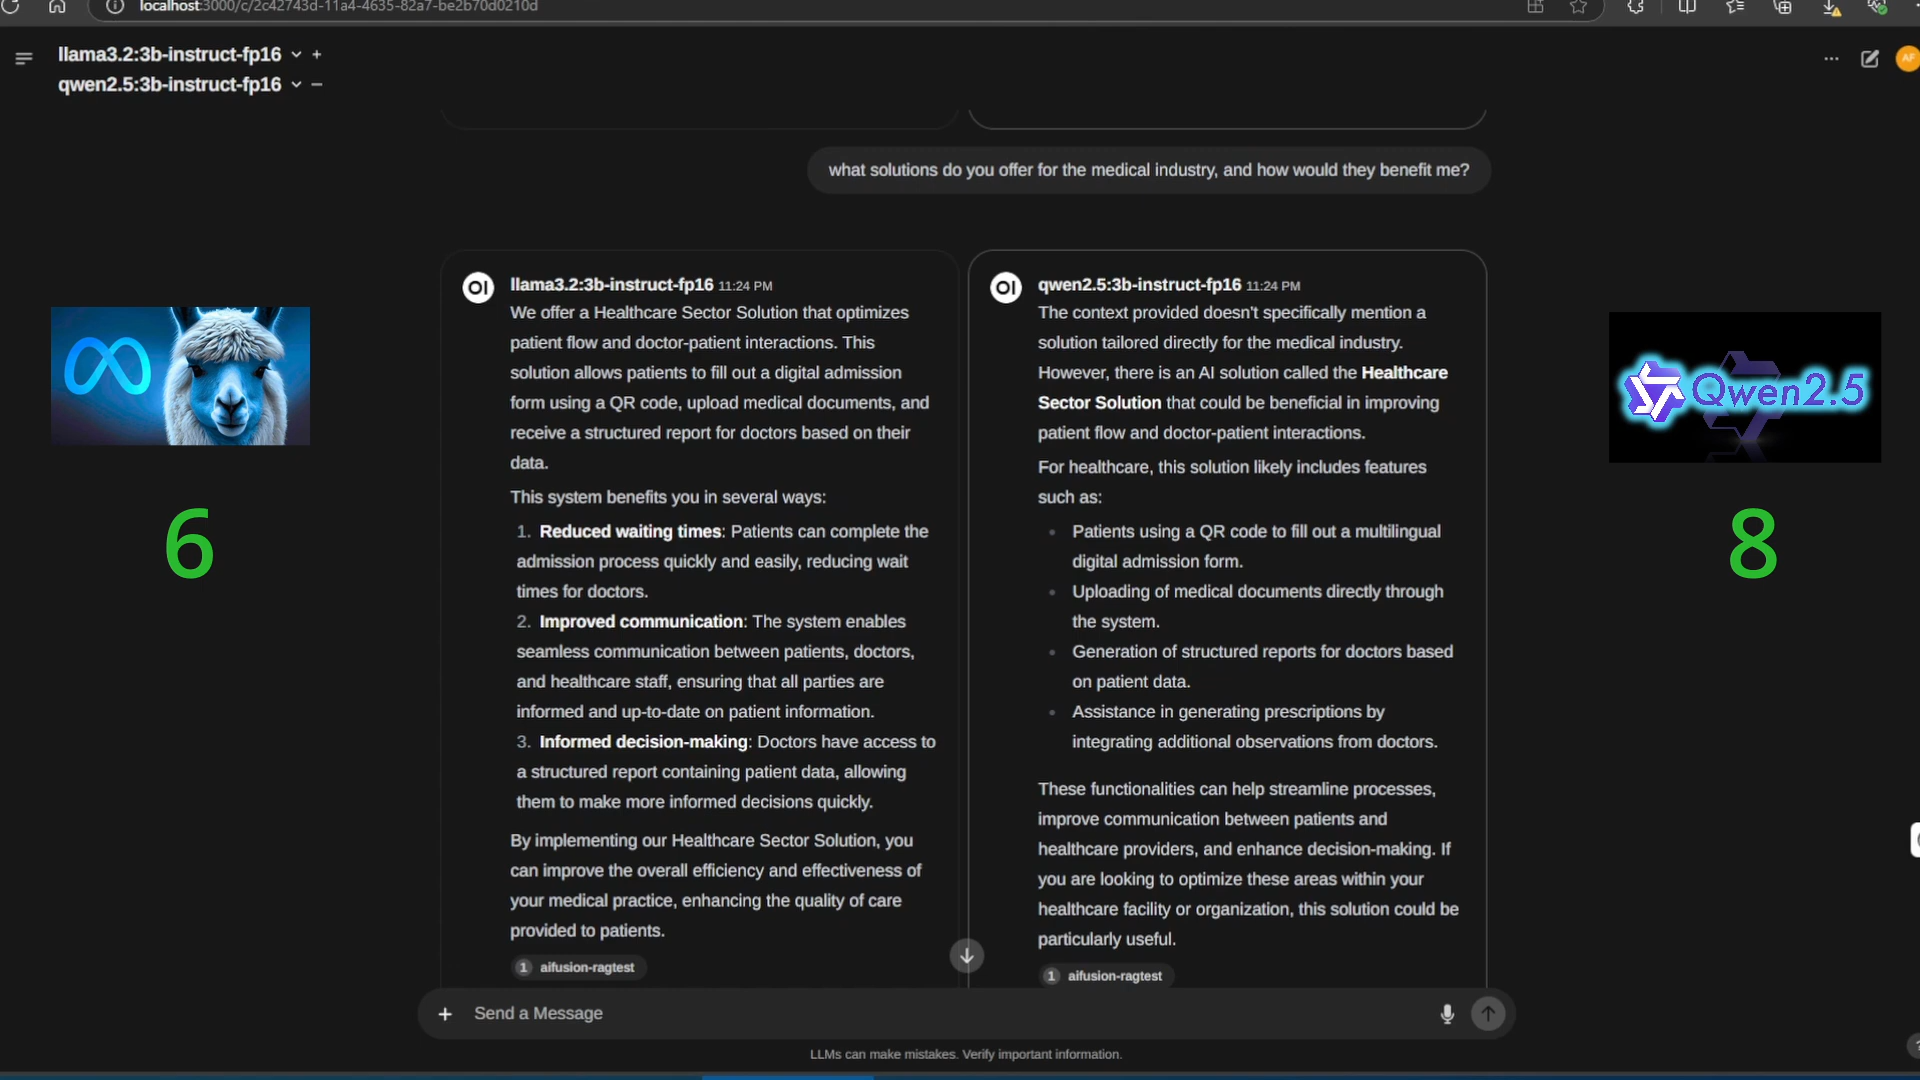 localhost:3000/c/2c42743d-11a4-4635-82a7-be2b70d0210d
llama3.2:3b-instruct-fp16
qwen2.5:3b-instruct-fp16
AF
what solutions do you offer for the medical industry, and how would they benefit me?
OI
llama3.2:3b-instruct-fp16 11:24 PM
We offer a Healthcare Sector Solution that optimizes
patient flow and doctor-patient interactions. This
solution allows patients to fill out a digital admission
form using a QR code, upload medical documents, and
receive a structured report for doctors based on their
data.
This system benefits you in several ways:
1. Reduced waiting times: Patients can complete the
admission process quickly and easily, reducing wait
times for doctors.
2. Improved communication: The system enables
seamless communication between patients, doctors,
and healthcare staff, ensuring that all parties are
informed and up-to-date on patient information.
3. Informed decision-making: Doctors have access to
a structured report containing patient data, allowing
them to make more informed decisions quickly.
By implementing our Healthcare Sector Solution, you
can improve the overall efficiency and effectiveness of
your medical practice, enhancing the quality of care
provided to patients.
1 aifusion-ragtest
OI
qwen2.5:3b-instruct-fp16 11:24 PM
The context provided doesn't specifically mention a
solution tailored directly for the medical industry.
However, there is an AI solution called the Healthcare
Sector Solution that could be beneficial in improving
patient flow and doctor-patient interactions.
For healthcare, this solution likely includes features
such as:
• Patients using a QR code to fill out a multilingual
digital admission form.
• Uploading of medical documents directly through
the system.
• Generation of structured reports for doctors based
on patient data.
• Assistance in generating prescriptions by
integrating additional observations from doctors.
These functionalities can help streamline processes,
improve communication between patients and
healthcare providers, and enhance decision-making. If
you are looking to optimize these areas within your
healthcare facility or organization, this solution could be
particularly useful.
1 aifusion-ragtest
6
Qwen2.5
8
Send a Message
LLMs can make mistakes. Verify important information.